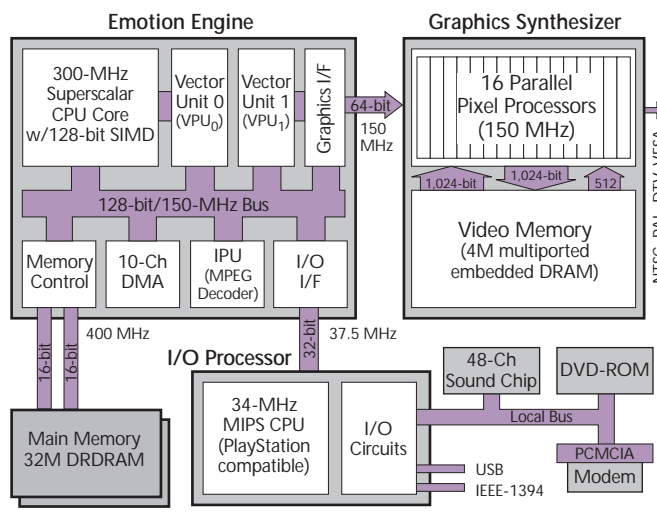 Emotion Engine
300-MHz
Superscalar
CPU Core
w/128-bit SIMD
Vector
Unit 0
(VPU0)
Vector
Unit 1
(VPU1)
Graphics I/F
64-bit
150
MHz
128-bit/150-MHz Bus
Memory
Control
10-Ch
DMA
IPU
(MPEG
Decoder)
I/O
I/F
Graphics Synthesizer
16 Parallel
Pixel Processors
(150 MHz)
1,024-bit
1,024-bit
512
Video Memory
(4M multiported
embedded DRAM)
NTSC, PAL, DTV, VESA
16-bit
16-bit
400 MHz
32-bit
37.5 MHz
Main Memory
32M DRDRAM
I/O Processor
34-MHz
MIPS CPU
(PlayStation
compatible)
I/O
Circuits
48-Ch
Sound Chip
DVD-ROM
Local Bus
PCMCIA
Modem
USB
IEEE-1394